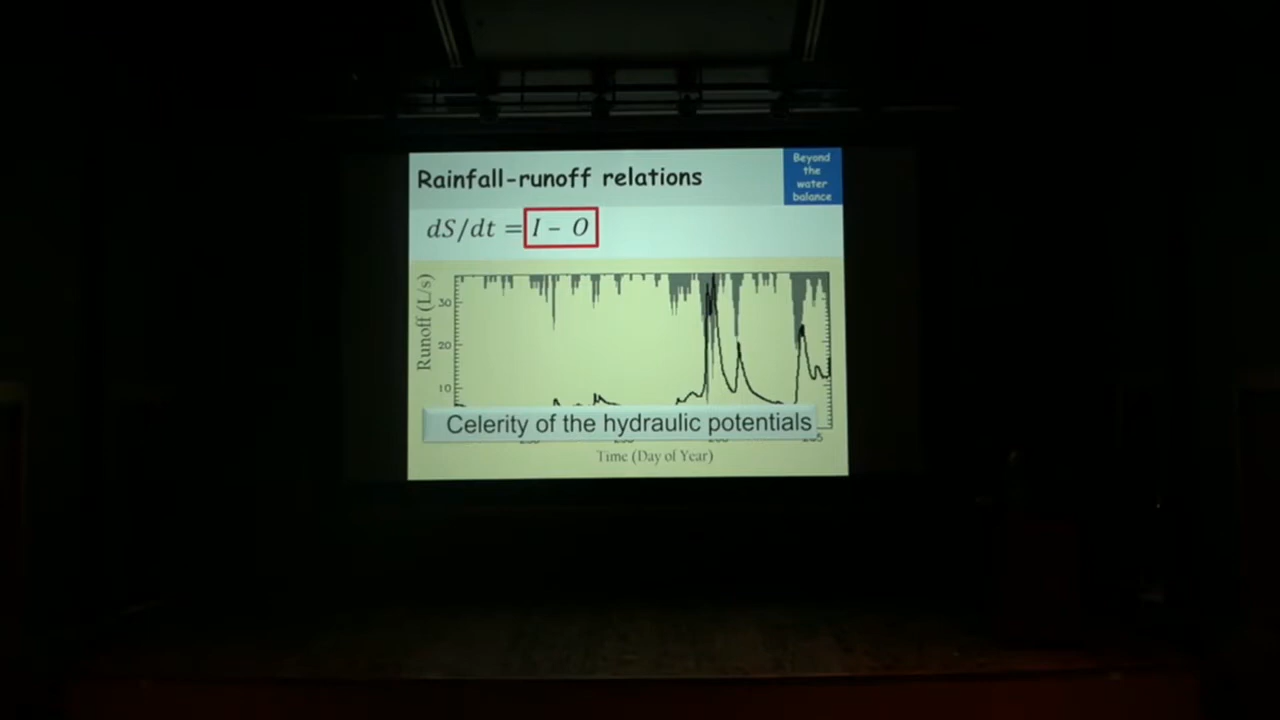 Rainfall-runoff relations
Beyond
the
water
balance
dS/dt = I - O
Runoff (L/s)
30
20
10
Celerity of the hydraulic potentials
Time (Day of Year)